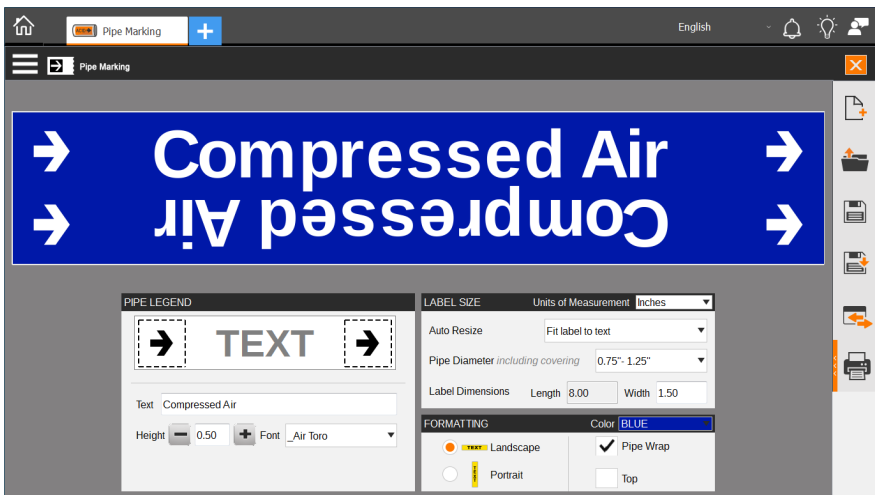 Pipe Marking
English
Pipe Marking
Compressed Air
Compressed Air
PIPE LEGEND
TEXT
Text Compressed Air
Height 0.50 Font _Air Toro
LABEL SIZE Units of Measurement Inches
Auto Resize Fit label to text
Pipe Diameter including covering 0.75"- 1.25"
Label Dimensions Length 8.00 Width 1.50
FORMATTING Color BLUE
TEXT Landscape Pipe Wrap
TEXT Portrait Top